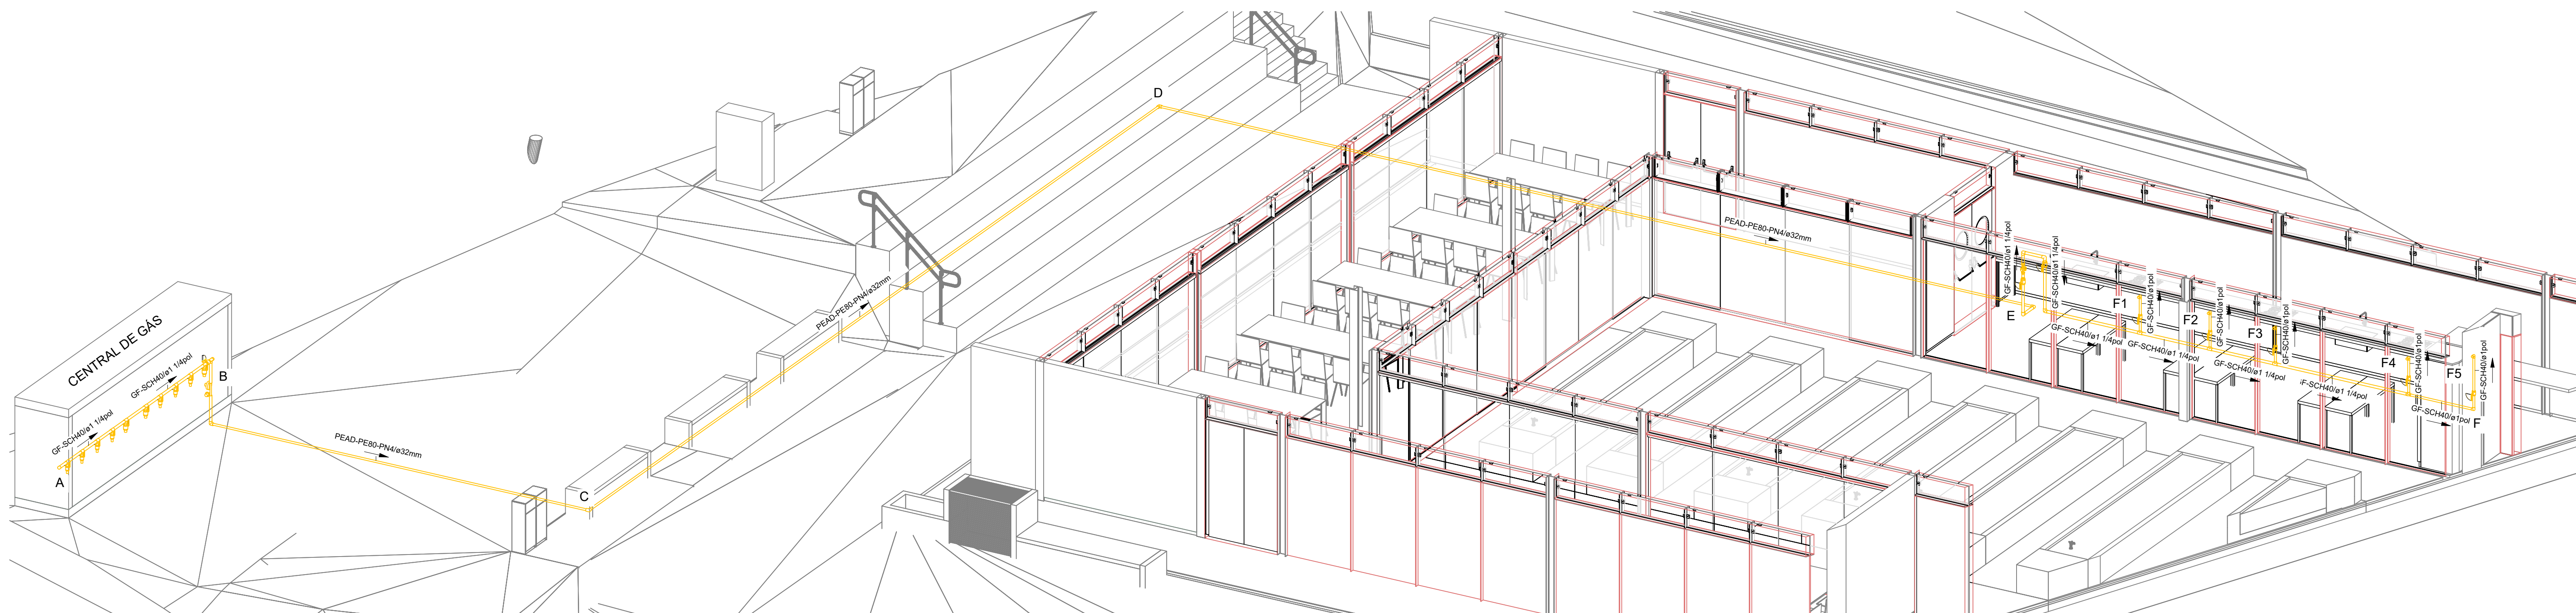 CENTRAL DE GÁS
GF-SCH40/ø1 1/4pol
GF-SCH40/ø1 1/4pol
A
B
PEAD-PE80-PN4/ø32mm
C
PEAD-PE80-PN4/ø32mm
D
PEAD-PE80-PN4/ø32mm
E
GF-SCH40/ø1 1/4pol
GF-SCH40/ø1 1/4pol
GF-SCH40/ø1 1/4pol
F1
GF-SCH40/ø1pol
GF-SCH40/ø1 1/4pol
F2
GF-SCH40/ø1pol
GF-SCH40/ø1 1/4pol
F3
GF-SCH40/ø1pol
GF-SCH40/ø1 1/4pol
F4
GF-SCH40/ø1pol
GF-SCH40/ø1pol
F5
GF-SCH40/ø1pol
F